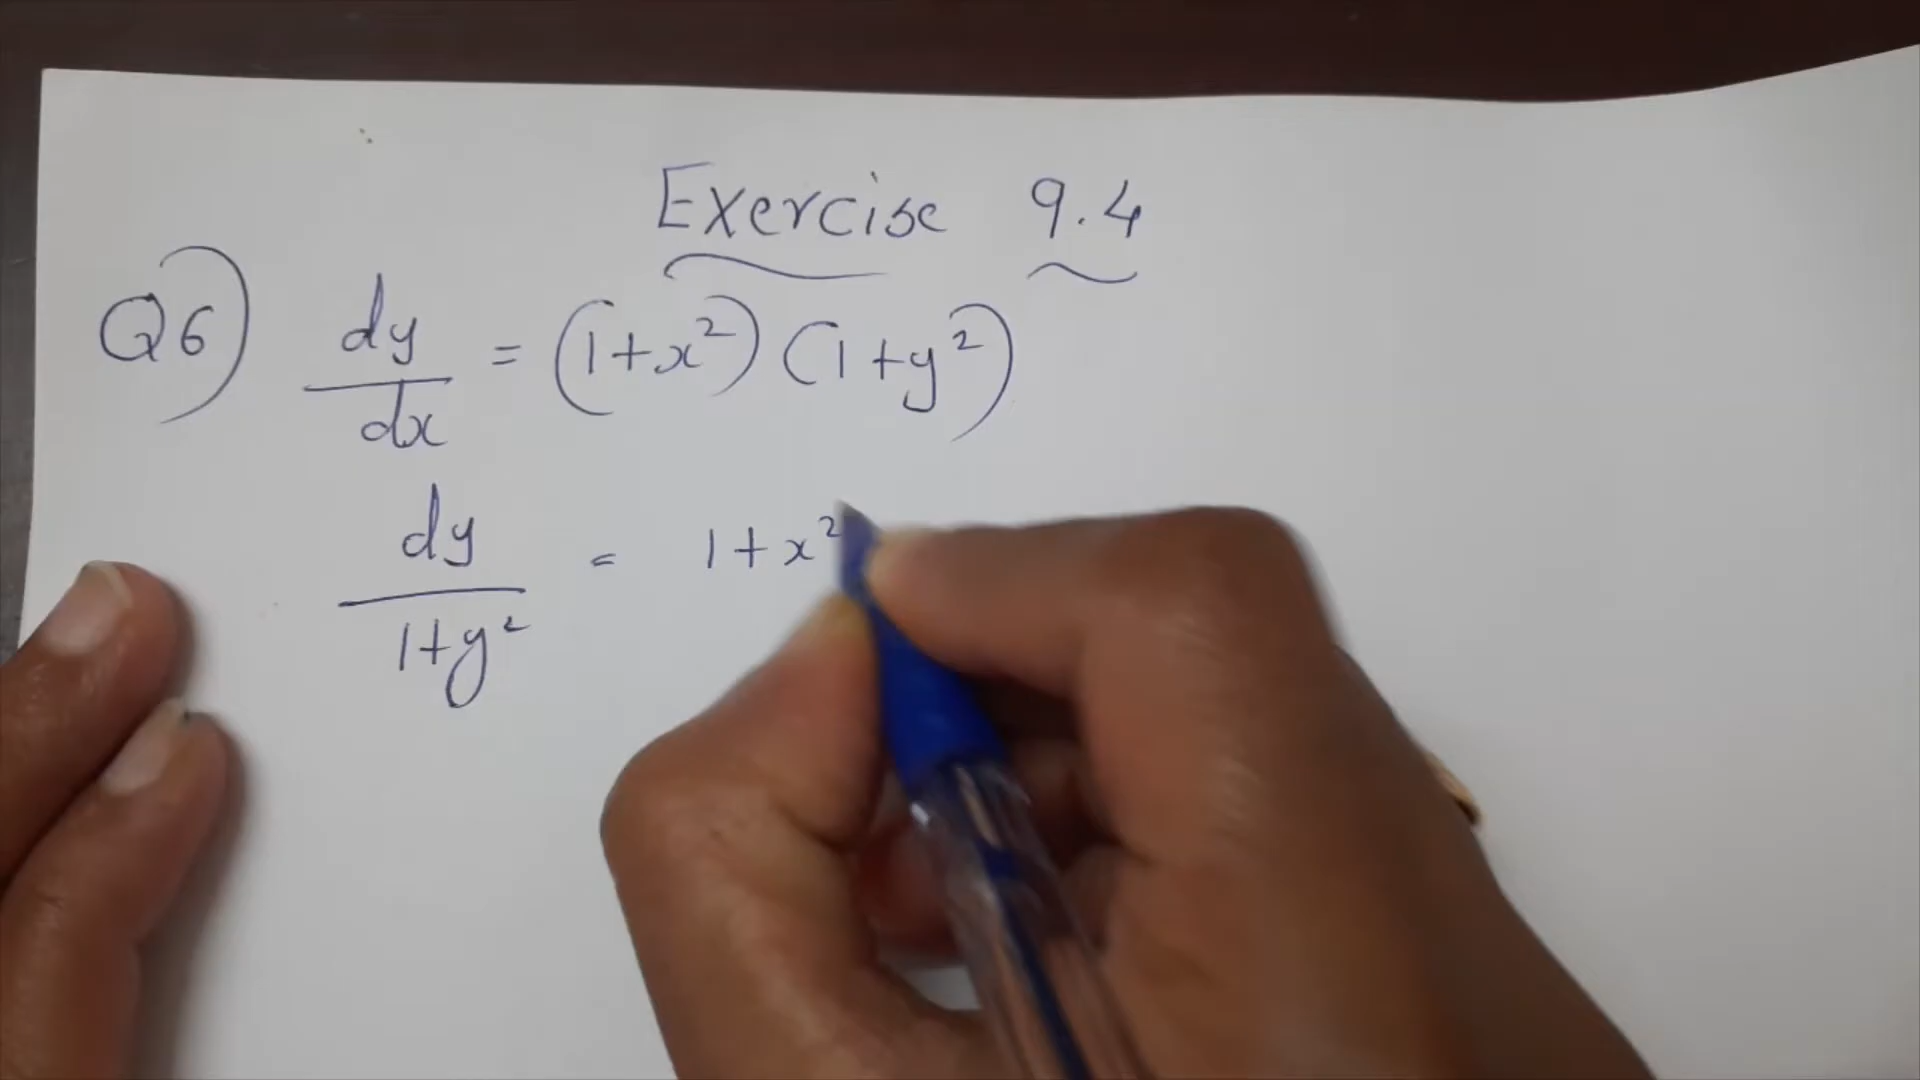 Exercise 9.4
Q6) dy/dx = (1+x²) (1+y²)
dy/1+y² = 1+x²